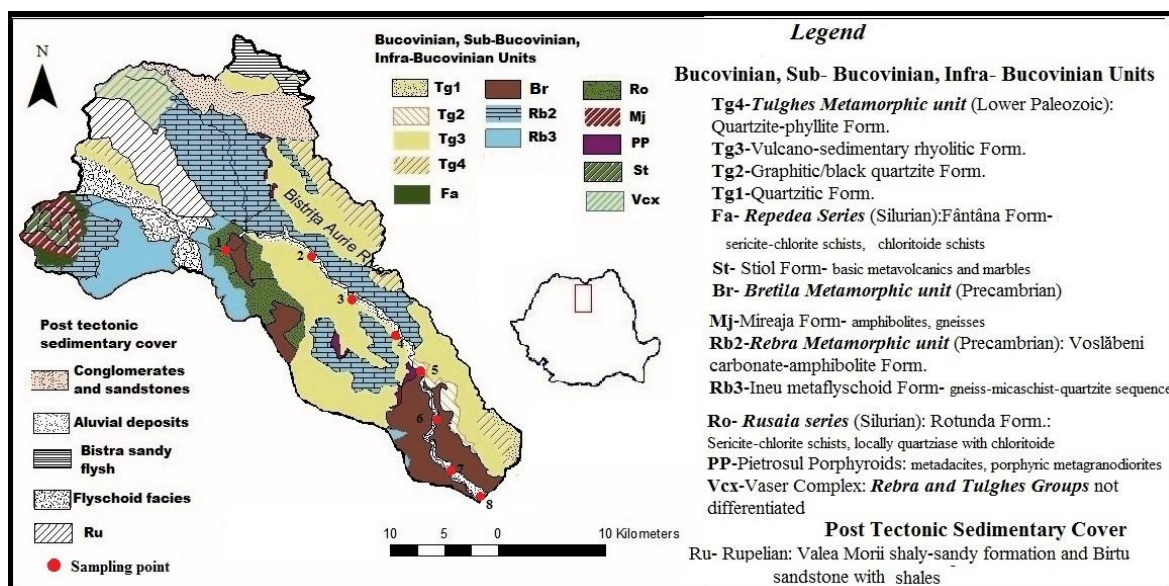 N
Bucovinian, Sub-Bucovinian,
Infra-Bucovinian Units
Tg1
Tg2
Tg3
Tg4
Fa
Br
Rb2
Rb3
Ro
Mj
PP
St
Vcx
Bistrița Aurie R
1
2
3
4
5
6
7
8
Post tectonic
sedimentary cover
Conglomerates
and sandstones
Aluvial deposits
Bistra sandy
flysh
Flyschoid facies
Ru
Sampling point
10 0 10 Kilometers
Legend
Bucovinian, Sub- Bucovinian, Infra- Bucovinian Units
Tg4-Tulghes Metamorphic unit (Lower Paleozoic):
Quartzite-phyllite Form.
Tg3-Vulcano-sedimentary rhyolitic Form.
Tg2-Graphitic/black quartzite Form.
Tg1-Quartzitic Form.
Fa- Repedea Series (Silurian):Fântâna Form-
sericite-chlorite schists, chloritoide schists
St- Stiol Form- basic metavolcanics and marbles
Br- Bretila Metamorphic unit (Precambrian)
Mj-Mireaja Form- amphibolites, gneisses
Rb2-Rebra Metamorphic unit (Precambrian): Voslăbeni
carbonate-amphibolite Form.
Rb3-Ineu metaflyschoid Form- gneiss-micaschist-quartzite sequence
Ro- Rusaia series (Silurian): Rotunda Form.:
Sericite-chlorite schists, locally quartziase with chloritoide
PP-Pietrosul Porphyroids: metadacites, porphyric metagranodiorites
Vcx-Vaser Complex: Rebra and Tulghes Groups not
differentiated
Post Tectonic Sedimentary Cover
Ru- Rupelian: Valea Morii shaly-sandy formation and Birtu
sandstone with shales